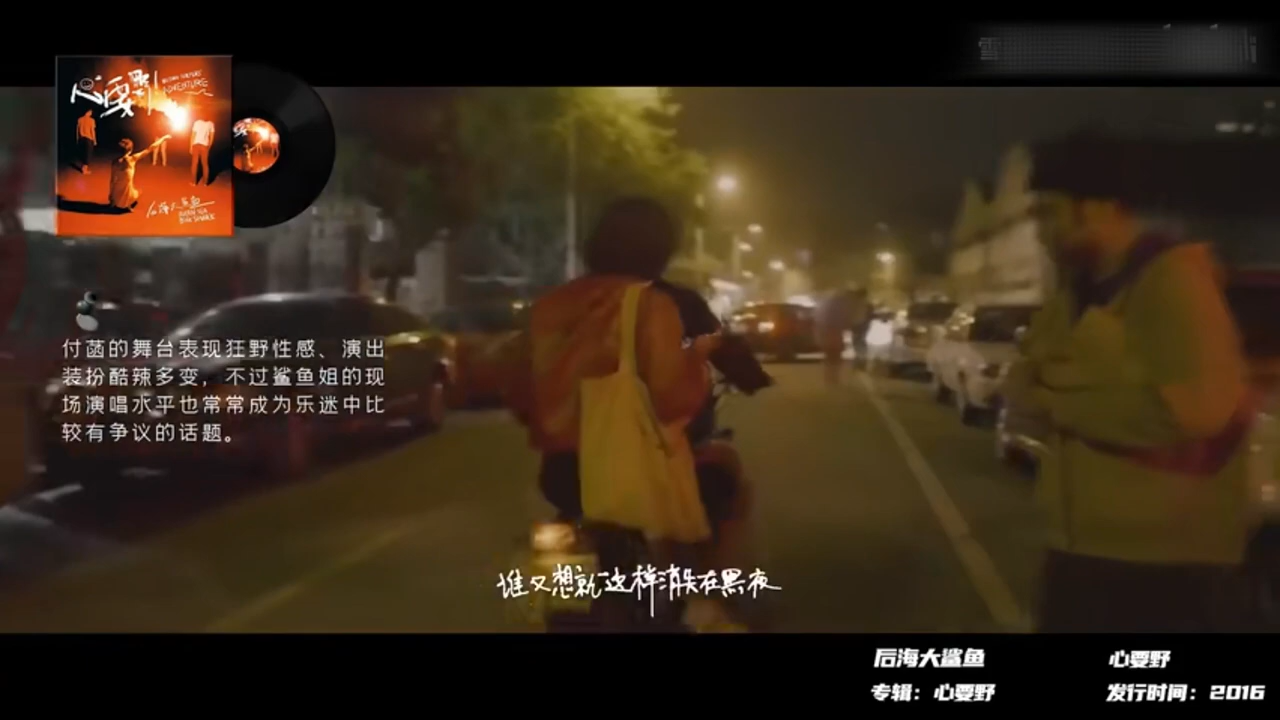 心要野
后海大鲨鱼
付菡的舞台表现狂野性感、演出
装扮酷辣多变，不过鲨鱼姐的现
场演唱水平也常常成为乐迷中比
较有争议的话题。
谁又想就这样消失在黑夜
后海大鲨鱼
心要野
专辑：心要野
发行时间：2016